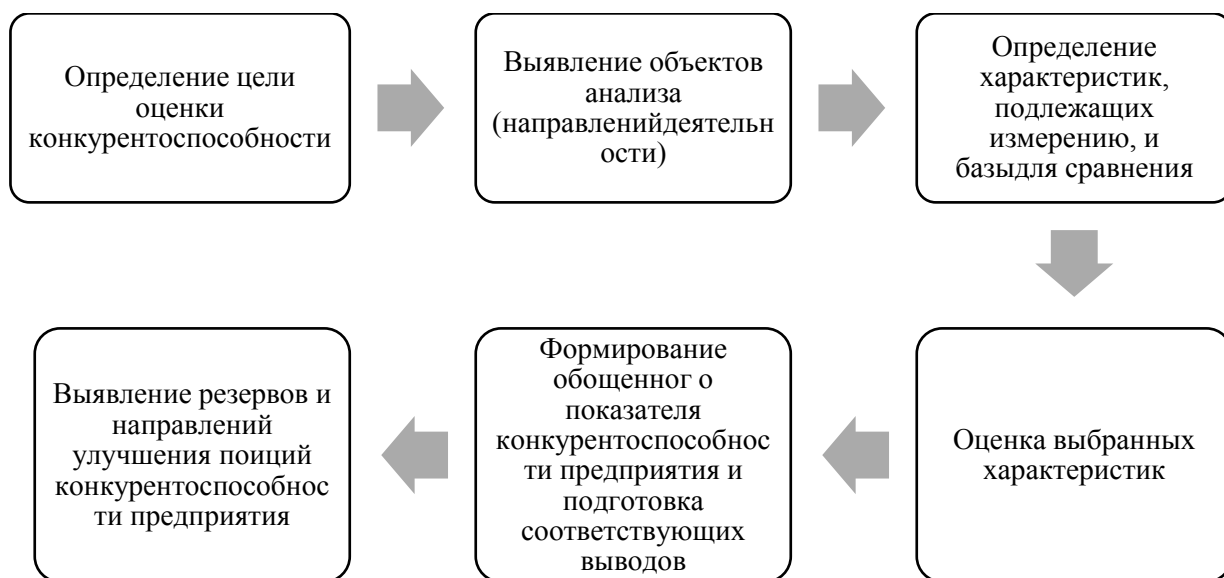 Определение цели
оценки
конкурентоспособности
Выявление объектов
анализа
(направленийдеятельн
ости)
Определение
характеристик,
подлежащих
измерению, и
базыдля сравнения
Оценка выбранных
характеристик
Формирование
обощенног о
показателя
конкурентоспособнос
ти предприятия и
подготовка
соответствующих
выводов
Выявление резервов и
направлений
улучшения поиций
конкурентоспособнос
ти предприятия